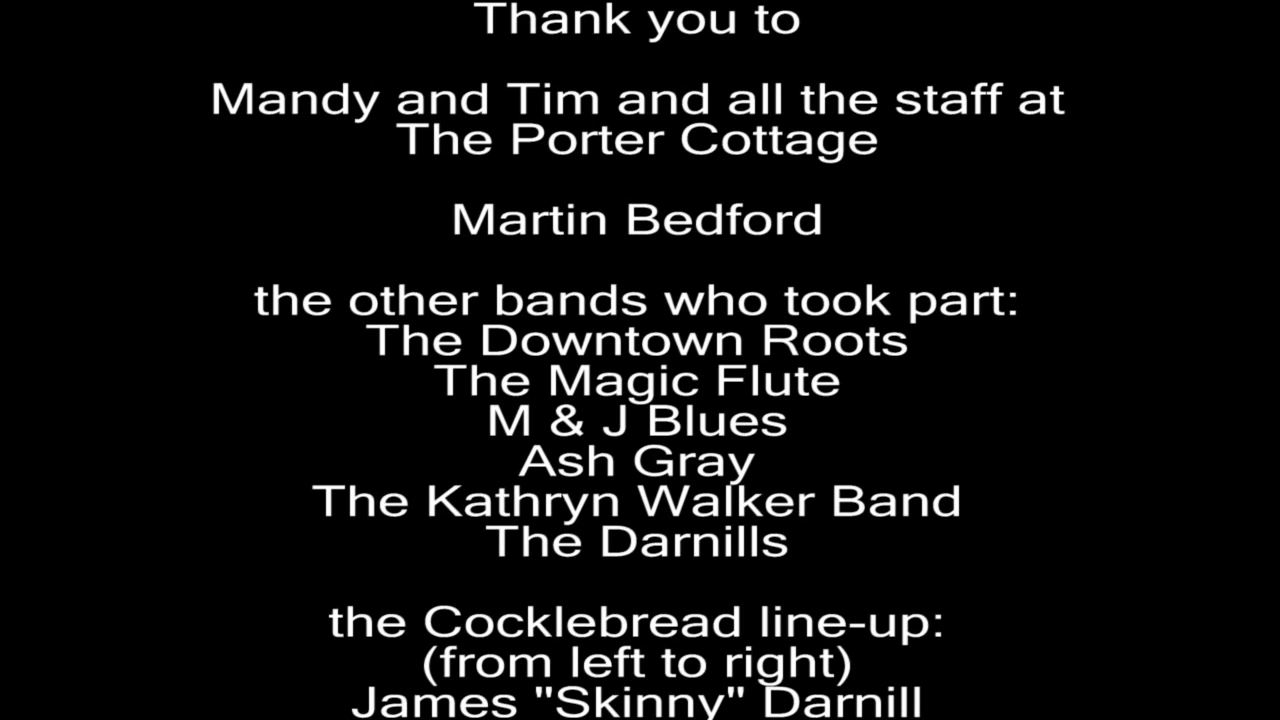 Thank you to
Mandy and Tim and all the staff at
The Porter Cottage
Martin Bedford
the other bands who took part:
The Downtown Roots
The Magic Flute
M & J Blues
Ash Gray
The Kathryn Walker Band
The Darnills
the Cocklebread line-up:
(from left to right)
James "Skinny" Darnill